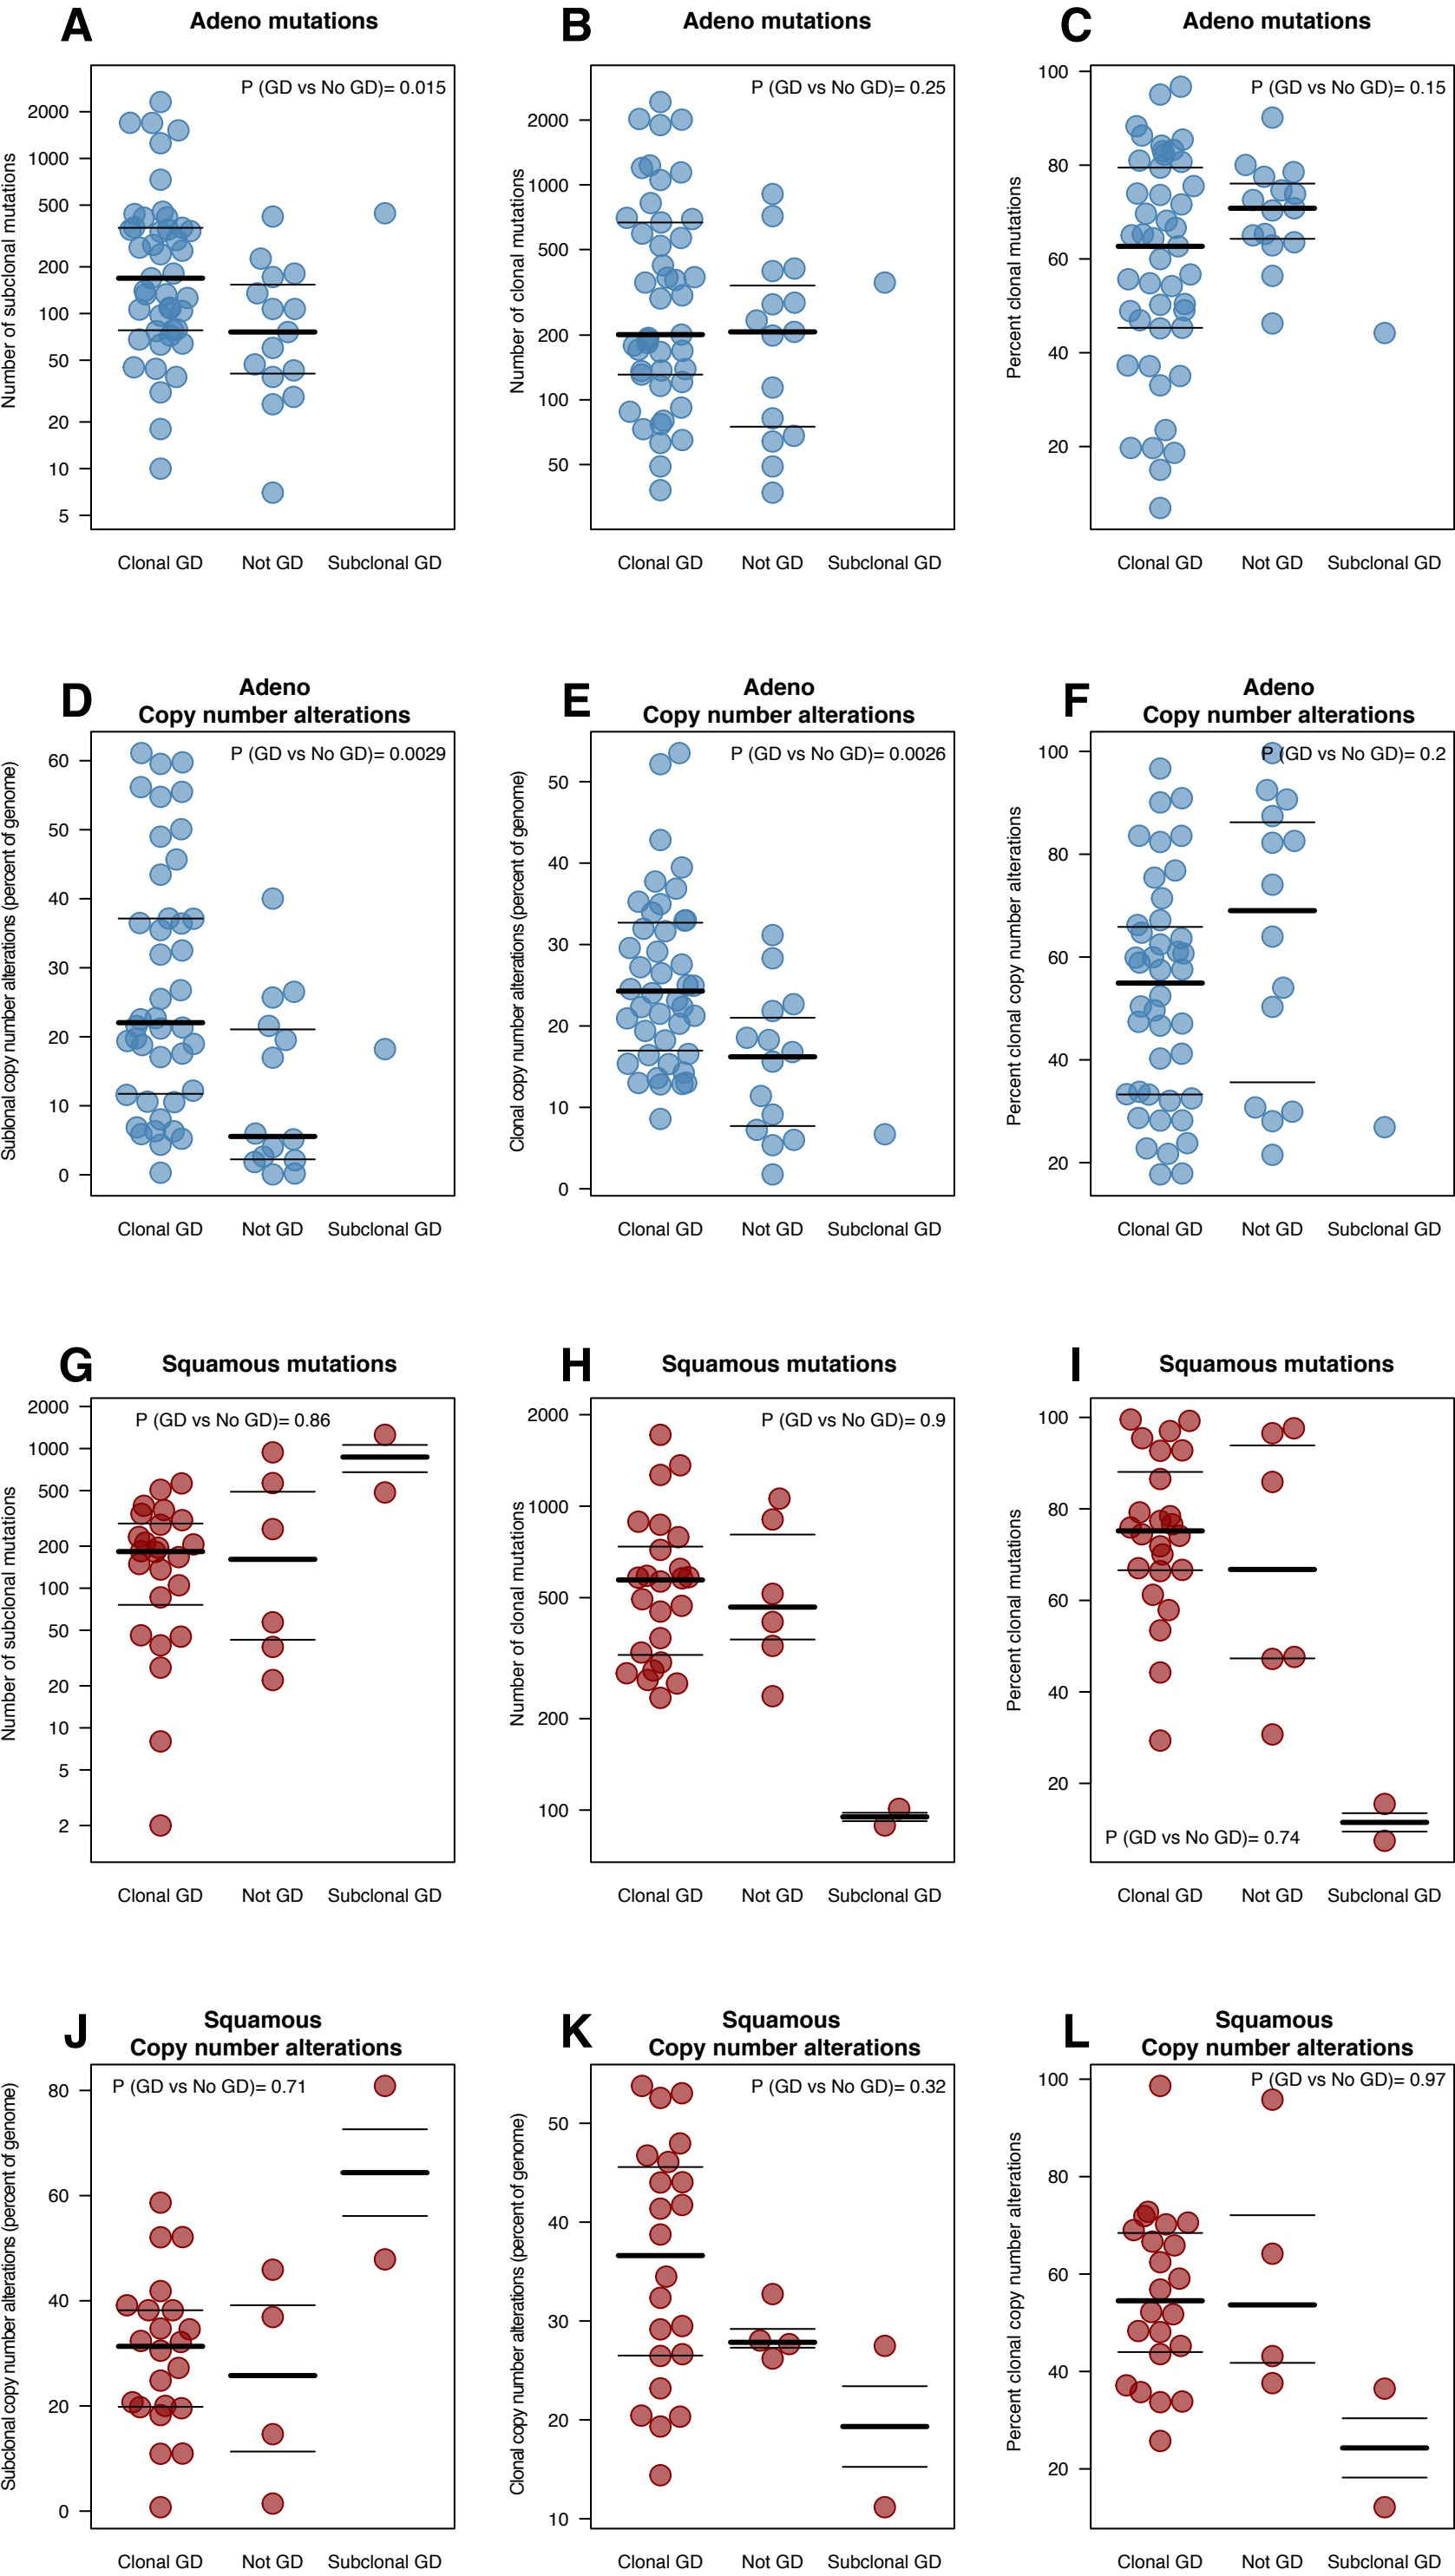 A
Adeno mutations
P (GD vs No GD)= 0.015
Number of subclonal mutations
2000
1000
500
200
100
50
20
10
5
Clonal GD
Not GD
Subclonal GD
B
Adeno mutations
P (GD vs No GD)= 0.25
Number of clonal mutations
2000
1000
500
200
100
50
Clonal GD
Not GD
Subclonal GD
C
Adeno mutations
P (GD vs No GD)= 0.15
Percent clonal mutations
100
80
60
40
20
Clonal GD
Not GD
Subclonal GD
D
Adeno
Copy number alterations
P (GD vs No GD)= 0.0029
Sublonal copy number alterations (percent of genome)
60
50
40
30
20
10
0
Clonal GD
Not GD
Subclonal GD
E
Adeno
Copy number alterations
P (GD vs No GD)= 0.0026
Clonal copy number alterations (percent of genome)
50
40
30
20
10
0
Clonal GD
Not GD
Subclonal GD
F
Adeno
Copy number alterations
P (GD vs No GD)= 0.2
Percent clonal copy number alterations
100
80
60
40
20
Clonal GD
Not GD
Subclonal GD
G
Squamous mutations
P (GD vs No GD)= 0.86
Number of subclonal mutations
2000
1000
500
200
100
50
20
10
5
2
Clonal GD
Not GD
Subclonal GD
H
Squamous mutations
P (GD vs No GD)= 0.9
Number of clonal mutations
2000
1000
500
200
100
Clonal GD
Not GD
Subclonal GD
I
Squamous mutations
Percent clonal mutations
100
80
60
40
20
P (GD vs No GD)= 0.74
Clonal GD
Not GD
Subclonal GD
J
Squamous
Copy number alterations
P (GD vs No GD)= 0.71
Subclonal copy number alterations (percent of genome)
80
60
40
20
0
Clonal GD
Not GD
Subclonal GD
K
Squamous
Copy number alterations
P (GD vs No GD)= 0.32
Clonal copy number alterations (percent of genome)
50
40
30
20
10
Clonal GD
Not GD
Subclonal GD
L
Squamous
Copy number alterations
P (GD vs No GD)= 0.97
Percent clonal copy number alterations
100
80
60
40
20
Clonal GD
Not GD
Subclonal GD